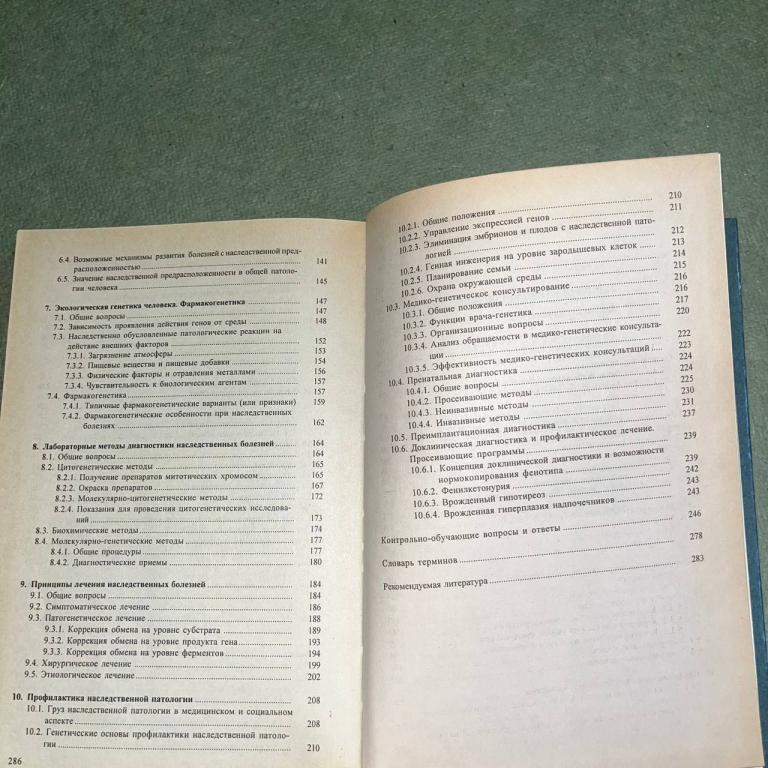 6.4. Возможные механизмы развития болезней с наследственной пред-
расположенностью ........ 141
6.5. Значение наследственной предрасположенности в общей патоло-
гии человека ........ 145
7. Экологическая генетика человека. Фармакогенетика ........ 147
7.1. Общие вопросы ........ 147
7.2. Зависимость проявления действия генов от среды ........ 148
7.3. Наследственно обусловленные патологические реакции на
действие внешних факторов ........ 152
7.3.1. Загрязнение атмосферы ........ 153
7.3.2. Пищевые вещества и пищевые добавки ........ 154
7.3.3. Физические факторы и отравления металлами ........ 156
7.3.4. Чувствительность к биологическим агентам ........ 157
7.4. Фармакогенетика ........ 157
7.4.1. Типичные фармакогенетические варианты (или признаки) 159
7.4.2. Фармакогенетические особенности при наследственных
болезнях ........ 162
8. Лабораторные методы диагностики наследственных болезней ........ 164
8.1. Общие вопросы ........ 164
8.2. Цитогенетические методы ........ 165
8.2.1. Получение препаратов митотических хромосом ........ 165
8.2.2. Окраска препаратов ........ 167
8.2.3. Молекулярно-цитогенетические методы ........ 172
8.2.4. Показания для проведения цитогенетических исследова-
ний ........ 173
8.3. Биохимические методы ........ 174
8.4. Молекулярно-генетические методы ........ 177
8.4.1. Общие процедуры ........ 177
8.4.2. Диагностические приемы ........ 180
9. Принципы лечения наследственных болезней ........ 184
9.1. Общие вопросы ........ 184
9.2. Симптоматическое лечение ........ 186
9.3. Патогенетическое лечение ........ 188
9.3.1. Коррекция обмена на уровне субстрата ........ 189
9.3.2. Коррекция обмена на уровне продукта гена ........ 193
9.3.3. Коррекция обмена на уровне ферментов ........ 194
9.4. Хирургическое лечение ........ 199
9.5. Этиологическое лечение ........ 202
10. Профилактика наследственной патологии ........ 208
10.1. Груз наследственной патологии в медицинском и социальном
аспекте ........ 208
10.2. Генетические основы профилактики наследственной патоло-
гии ........ 210
286
10.2.1. Общие положения ........ 210
10.2.2. Управление экспрессией генов ........ 211
10.2.3. Элиминация эмбрионов и плодов с наследственной пато-
логией ........ 212
10.2.4. Генная инженерия на уровне зародышевых клеток ........ 213
10.2.5. Планирование семьи ........ 214
10.2.6. Охрана окружающей среды ........ 215
10.3. Медико-генетическое консультирование ........ 216
10.3.1. Общие положения ........ 216
10.3.2. Функции врача-генетика ........ 217
10.3.3. Организационные вопросы ........ 220
10.3.4. Анализ обращаемости в медико-генетические консульта-
ции ........ 222
10.3.5. Эффективность медико-генетических консультаций ........ 223
10.4. Пренатальная диагностика ........ 224
10.4.1. Общие вопросы ........ 224
10.4.2. Просеивающие методы ........ 225
10.4.3. Неинвазивные методы ........ 230
10.4.4. Инвазивные методы ........ 231
10.5. Преимплантационная диагностика ........ 237
10.6. Доклиническая диагностика и профилактическое лечение.
Просеивающие программы ........ 239
10.6.1. Концепция доклинической диагностики и возможности
нормокопирования фенотипа ........ 239
10.6.2. Фенилкетонурия ........ 242
10.6.3. Врожденный гипотиреоз ........ 243
10.6.4. Врожденная гиперплазия надпочечников ........ 243
Контрольно-обучающие вопросы и ответы ........ 246
Словарь терминов ........ 278
Рекомендуемая литература ........ 283